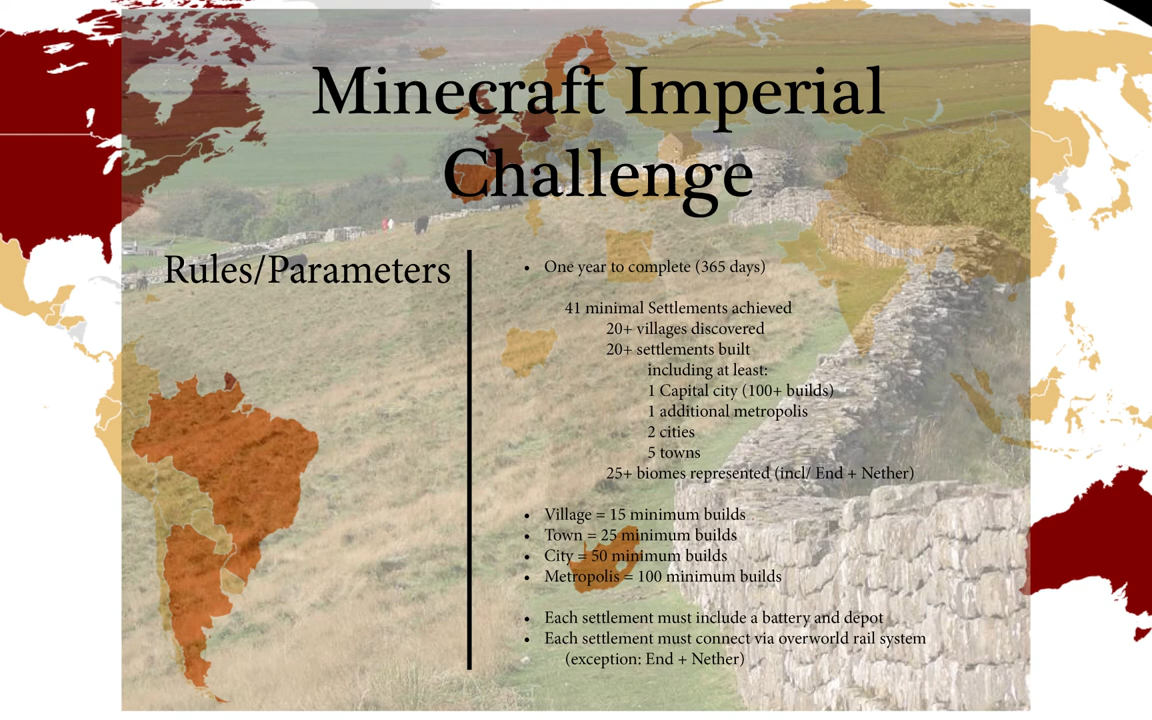 Minecraft Imperial
Challenge
Rules/Parameters
• One year to complete (365 days)
41 minimal Settlements achieved
20+ villages discovered
20+ settlements built
including at least:
1 Capital city (100+ builds)
1 additional metropolis
2 cities
5 towns
25+ biomes represented (incl/ End + Nether)
• Village = 15 minimum builds
• Town = 25 minimum builds
• City = 50 minimum builds
• Metropolis = 100 minimum builds
• Each settlement must include a battery and depot
• Each settlement must connect via overworld rail system
(exception: End + Nether)